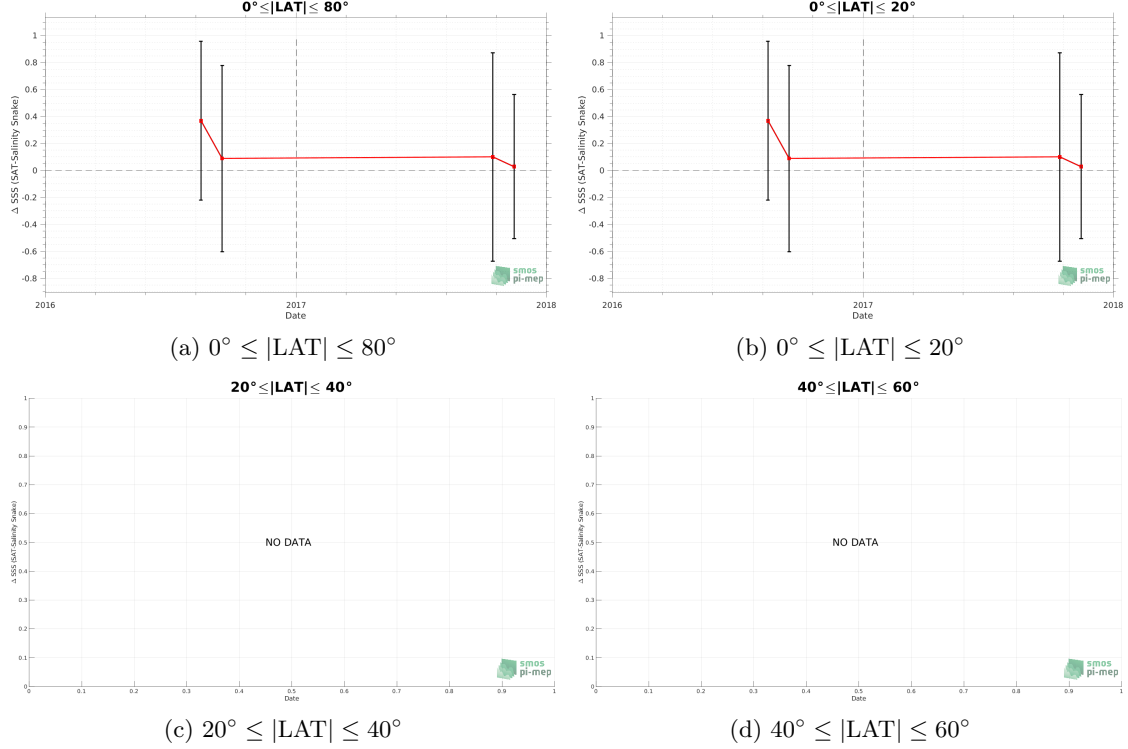 0°≤|LAT|≤ 80°
1
0.8
0.6
0.4
0.2
0
-0.2
-0.4
-0.6
-0.8
Δ SSS (SAT-Salinity Snake)
2016
2017
2018
Date
smos
pi-mep
(a) 0° ≤ |LAT| ≤ 80°
0°≤|LAT|≤ 20°
1
0.8
0.6
0.4
0.2
0
-0.2
-0.4
-0.6
-0.8
Δ SSS (SAT-Salinity Snake)
2016
2017
2018
Date
smos
pi-mep
(b) 0° ≤ |LAT| ≤ 20°
20°≤|LAT|≤ 40°
1
0.9
0.8
0.7
0.6
0.5
0.4
0.3
0.2
0.1
0
Δ SSS (SAT-Salinity Snake)
NO DATA
0 0.1 0.2 0.3 0.4 0.5 0.6 0.7 0.8 0.9 1
Date
smos
pi-mep
(c) 20° ≤ |LAT| ≤ 40°
40°≤|LAT|≤ 60°
1
0.9
0.8
0.7
0.6
0.5
0.4
0.3
0.2
0.1
0
Δ SSS (SAT-Salinity Snake)
NO DATA
0 0.1 0.2 0.3 0.4 0.5 0.6 0.7 0.8 0.9 1
Date
smos
pi-mep
(d) 40° ≤ |LAT| ≤ 60°